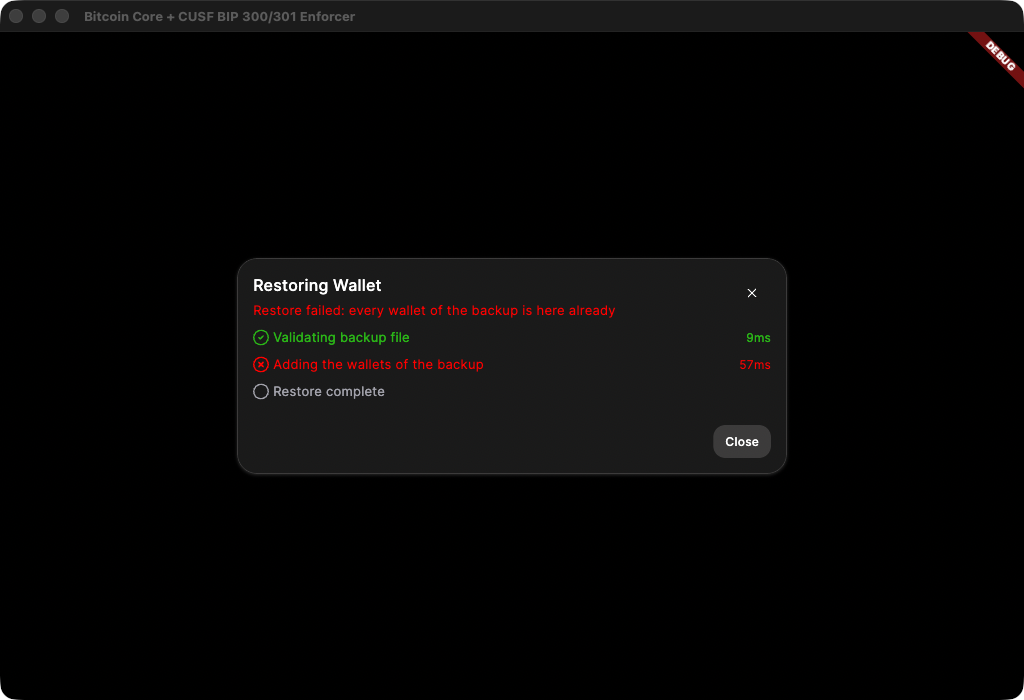 Bitcoin Core + CUSF BIP 300/301 Enforcer
DEBUG
Restoring Wallet
Restore failed: every wallet of the backup is here already
Validating backup file 9ms
Adding the wallets of the backup 57ms
Restore complete
Close